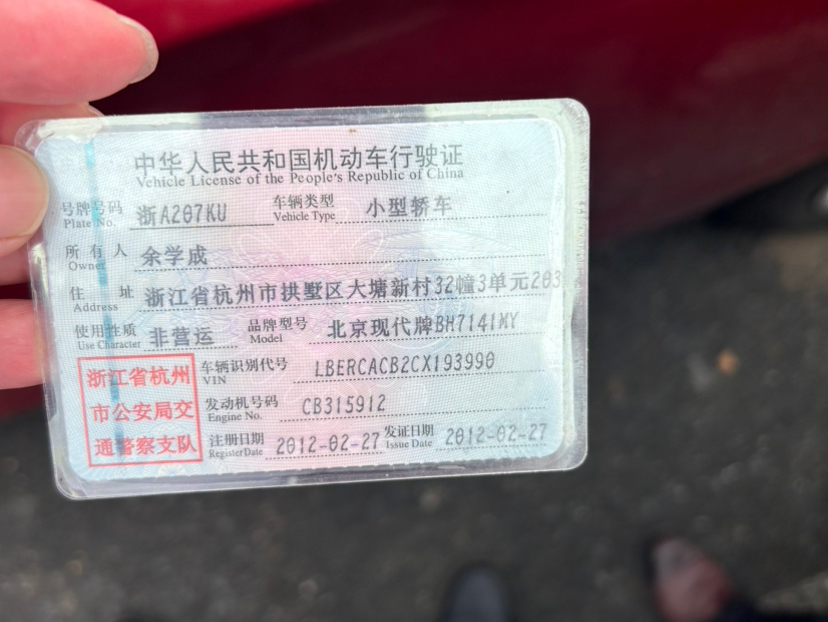 中华人民共和国机动车行驶证
Vehicle License of the People's Republic of China
号牌号码 浙A207KU 车辆类型 小型轿车
Plate No. Vehicle Type
所有人 余学成
Owner
住址 浙江省杭州市拱墅区大塘新村32幢3单元203
Address
使用性质 非营运 品牌型号 北京现代牌BH7141MY
Use Character Model
浙江省杭州 车辆识别代号 LBERCACB2CX193990
VIN
市公安局交 发动机号码 CB315912
Engine No.
通警察支队 注册日期 2012-02-27 发证日期 2012-02-27
Register Date Issue Date